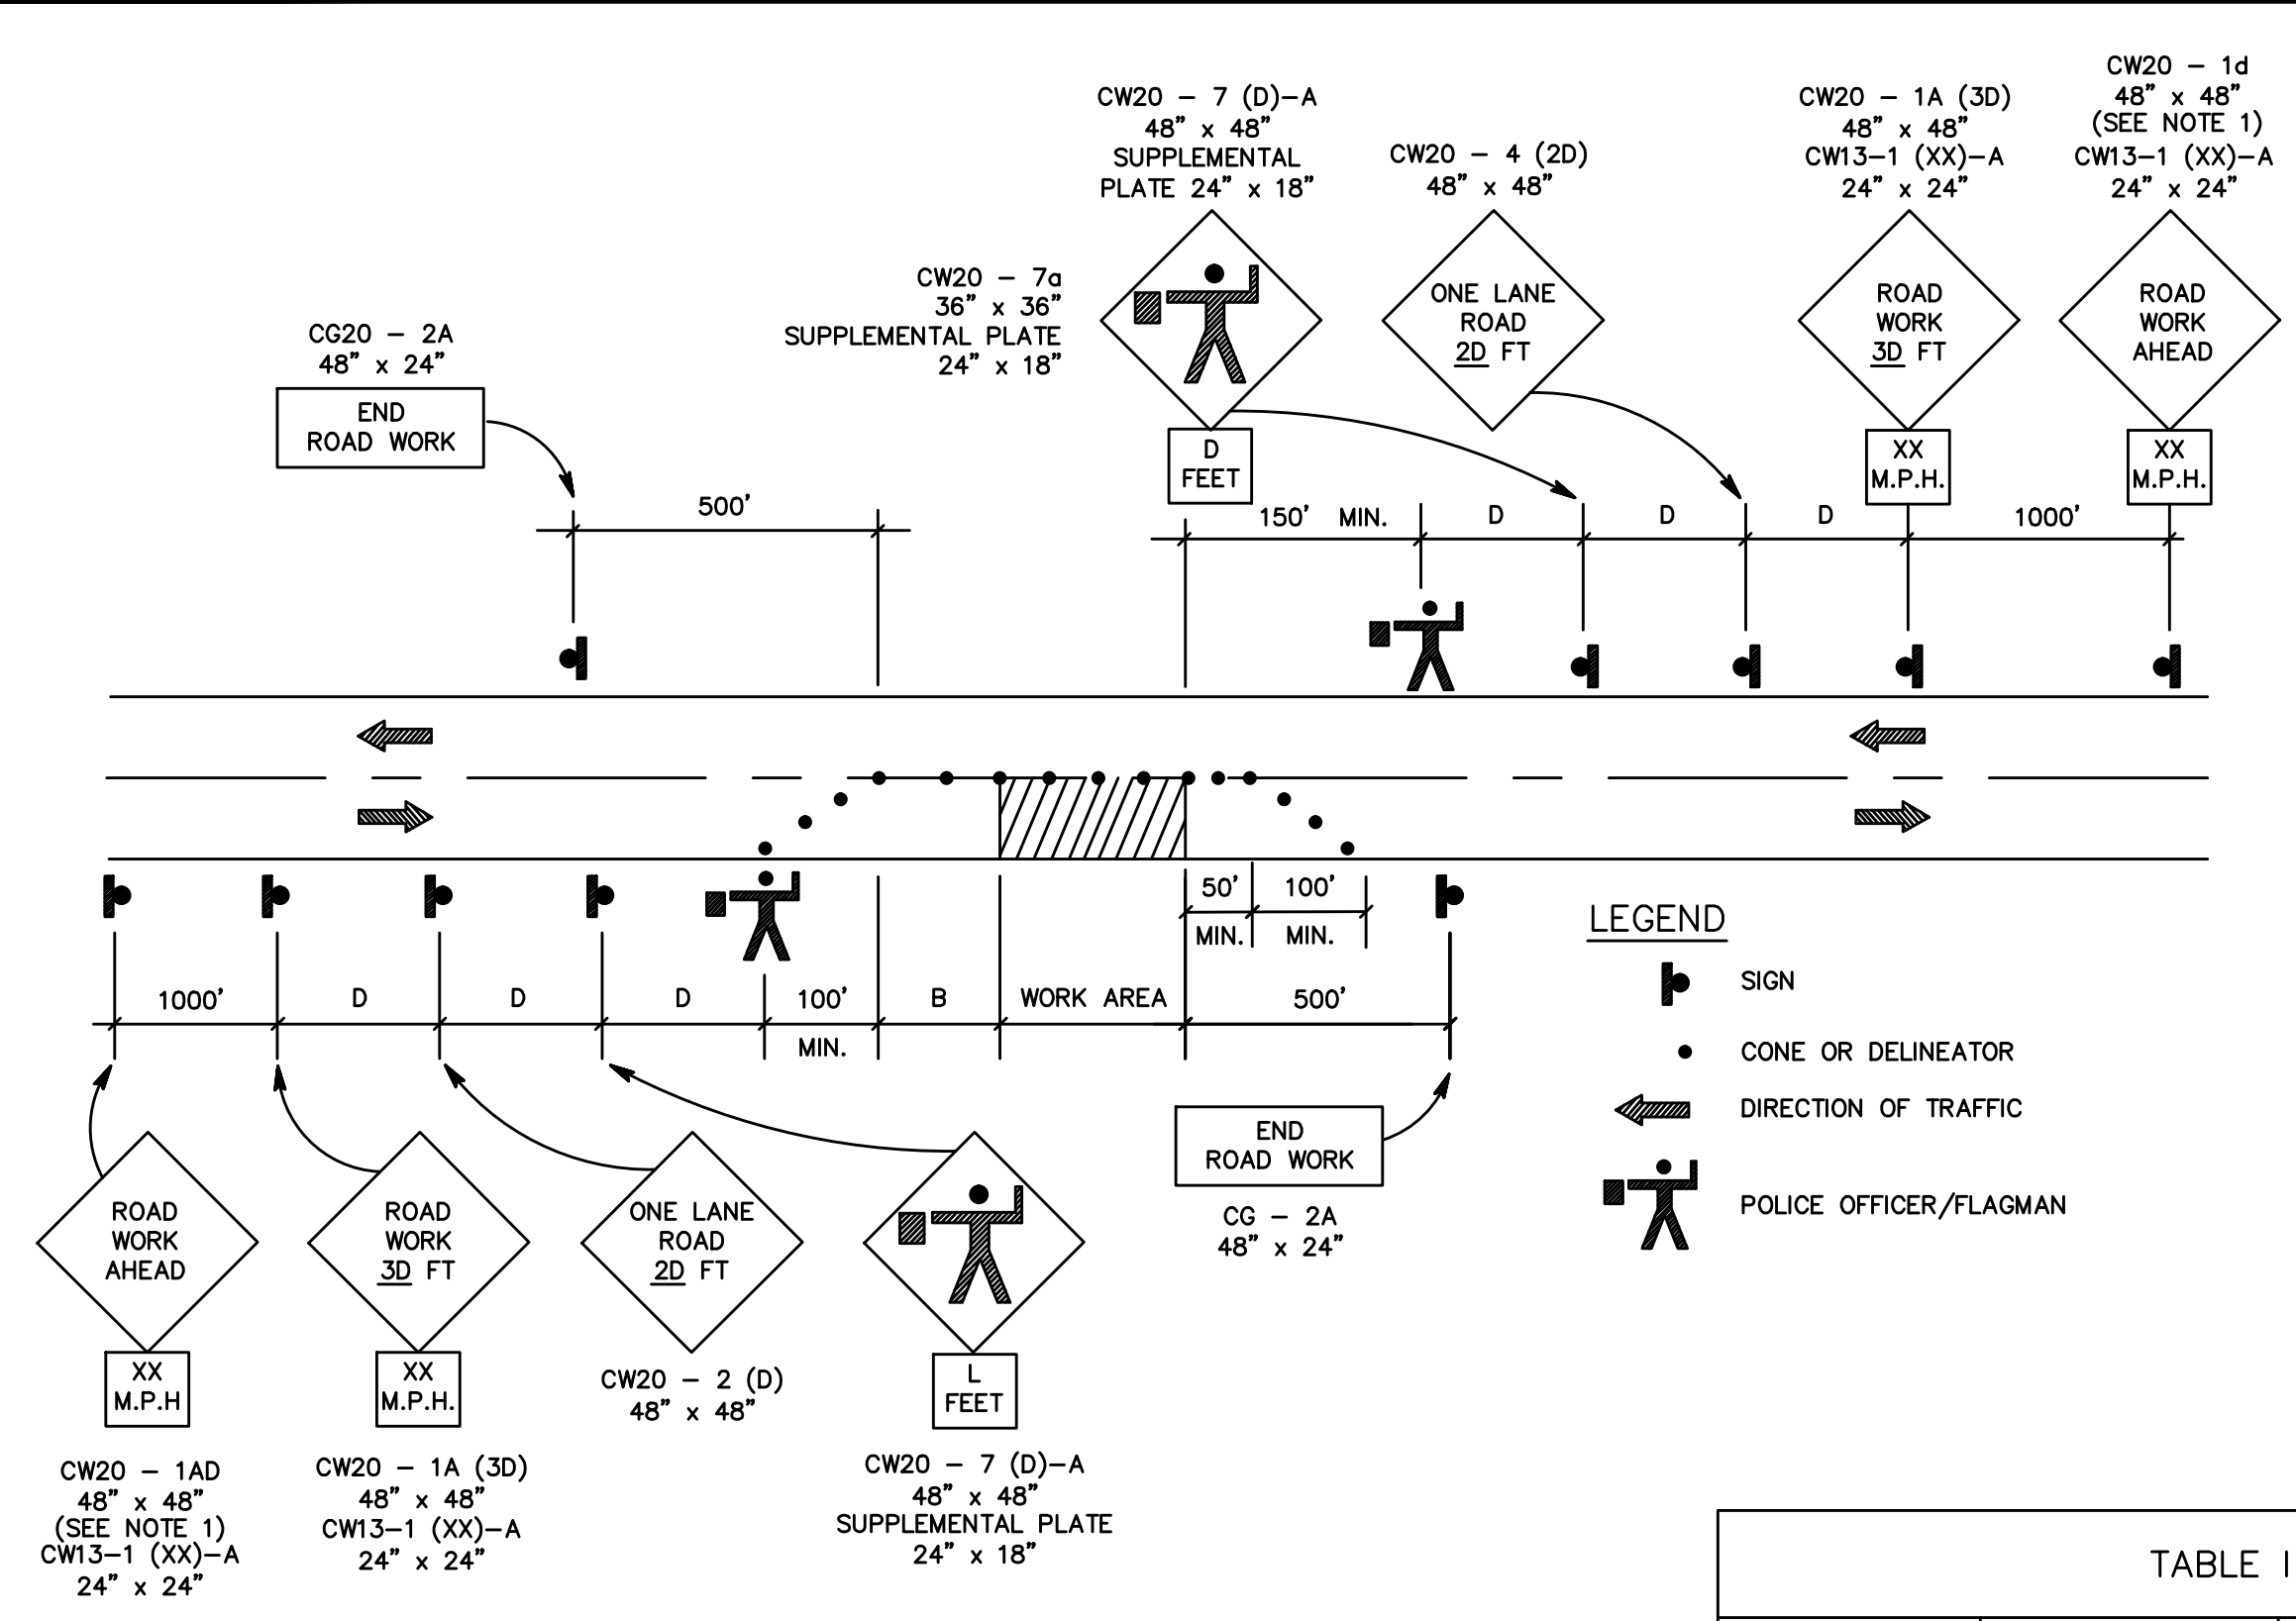 CW20 – 7 (D)–A
48” x 48”
SUPPLEMENTAL
PLATE 24” x 18”
CW20 – 4 (2D)
48” x 48”
CW20 – 1A (3D)
48” x 48”
CW13–1 (XX)–A
24” x 24”
CW20 – 1d
48” x 48”
(SEE NOTE 1)
CW13–1 (XX)–A
24” x 24”
CW20 – 7a
36” x 36”
SUPPLEMENTAL PLATE
24” x 18”
CG20 – 2A
48” x 24”
END
ROAD WORK
D
FEET
ONE LANE
ROAD
2D FT
ROAD
WORK
3D FT
XX
M.P.H.
ROAD
WORK
AHEAD
XX
M.P.H.
500’
150’ MIN.
D
D
D
1000’
50’
MIN.
100’
MIN.
1000’
D
D
D
100’
MIN.
B
WORK AREA
500’
LEGEND
SIGN
CONE OR DELINEATOR
DIRECTION OF TRAFFIC
POLICE OFFICER/FLAGMAN
END
ROAD WORK
CG – 2A
48” x 24”
ROAD
WORK
AHEAD
XX
M.P.H
CW20 – 1AD
48” x 48”
(SEE NOTE 1)
CW13–1 (XX)–A
24” x 24”
ROAD
WORK
3D FT
XX
M.P.H.
CW20 – 1A (3D)
48” x 48”
CW13–1 (XX)–A
24” x 24”
ONE LANE
ROAD
2D FT
CW20 – 2 (D)
48” x 48”
L
FEET
CW20 – 7 (D)–A
48” x 48”
SUPPLEMENTAL PLATE
24” x 18”
TABLE I